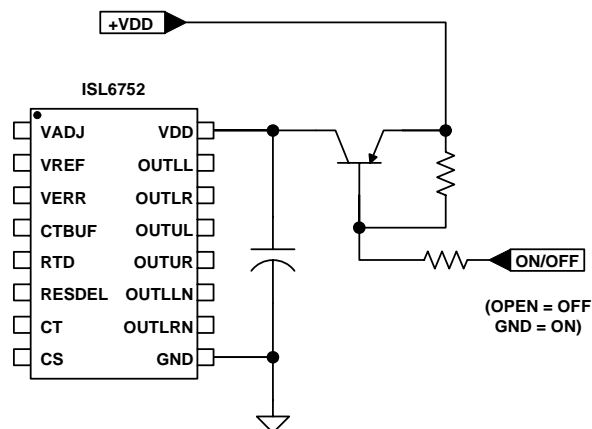 +VDD
ISL6752
VADJ VDD
VREF OUTLL
VERR OUTLR
CTBUF OUTUL
RTD OUTUR
RESDEL OUTLLN
CT OUTLRN
CS GND
ON/OFF
(OPEN = OFF
GND = ON)